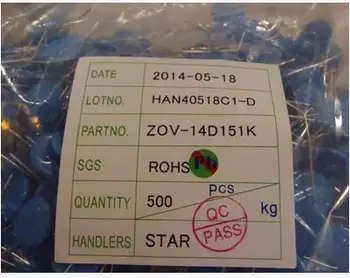 DATE 2014-05-18
LOTNO. HAN40518C1-D
PARTNO. ZOV-14D151K
SGS ROHS Pb
QUANTITY 500 pcs kg
HANDLERS STAR QC PASS